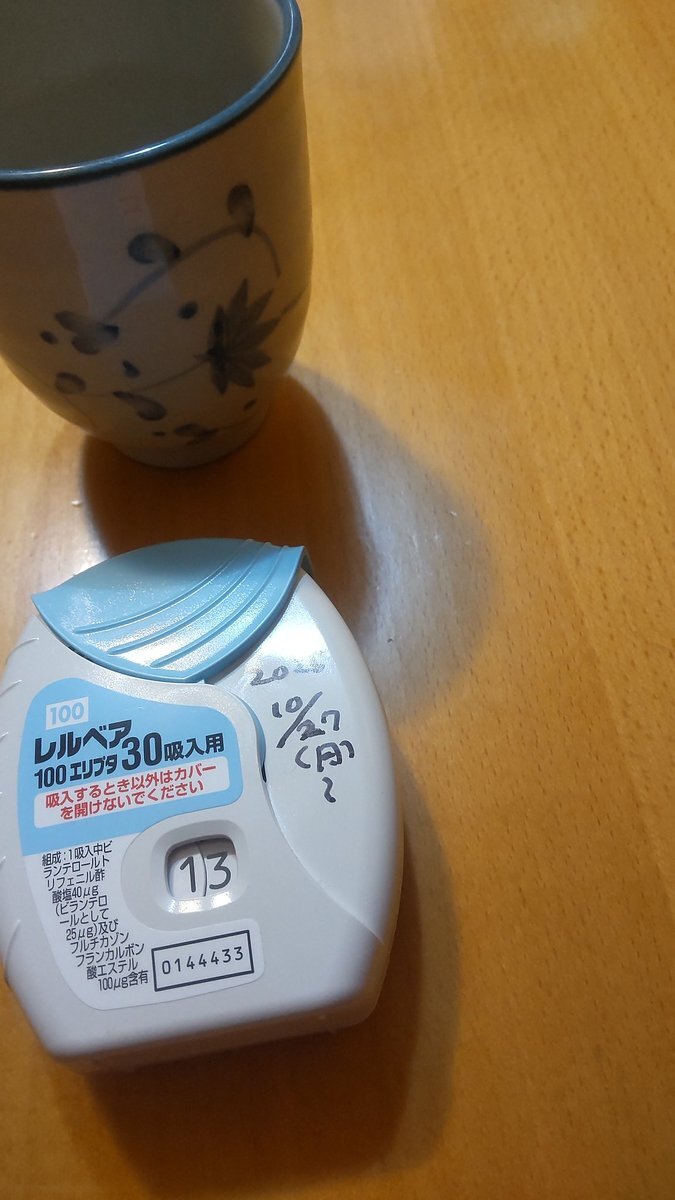 100
レルベア
100エリプタ30吸入用
吸入するとき以外はカバー
を開けないでください
組成:1吸入中ビ
ランテロールト
リフェニル酢
酸塩40μg
(ビランテロ
ールとして
25μg)及び
フルチカゾン
フランカルボン
酸エステル
100μg含有
13
0144433
10/27
(月)
~